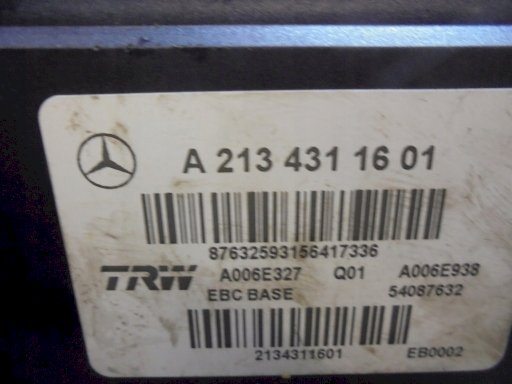 A 213 431 16 01
87632593156417336
TRW A006E327 Q01 A006E938
EBC BASE 54087632
2134311601 EB0002